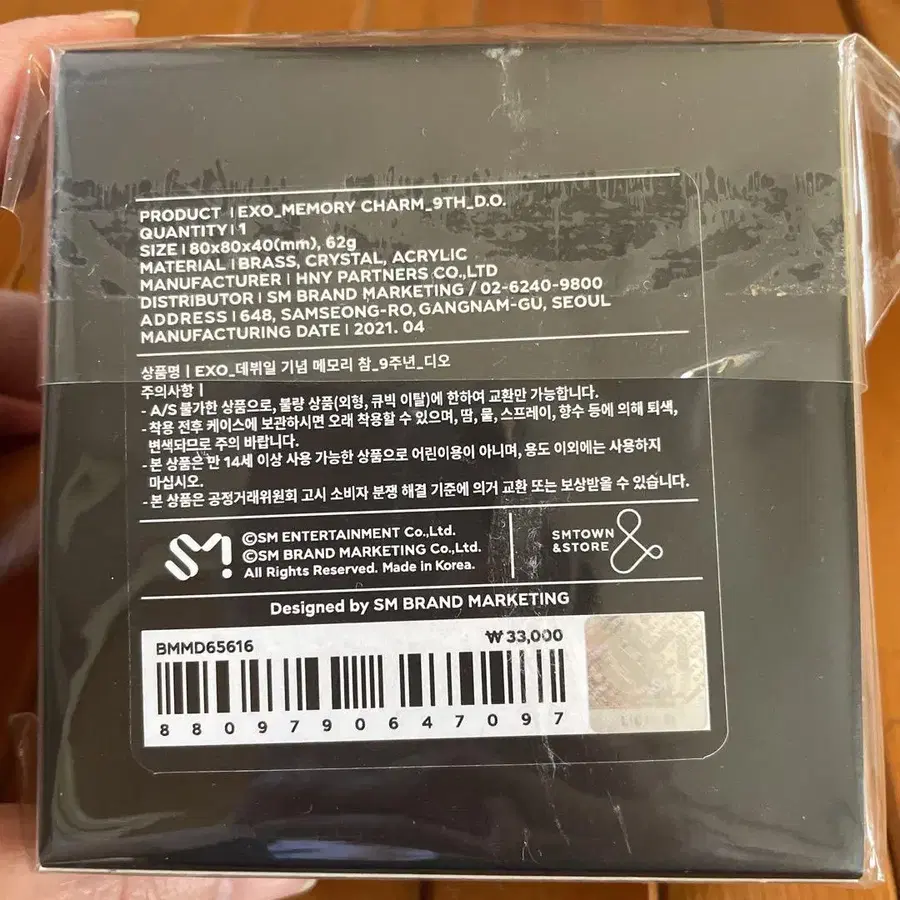 PRODUCT | EXO_MEMORY CHARM_9TH_D.O.
QUANTITY | 1
SIZE | 80x80x40(mm), 62g
MATERIAL | BRASS, CRYSTAL, ACRYLIC
MANUFACTURER | HNY PARTNERS CO.,LTD
DISTRIBUTOR | SM BRAND MARKETING / 02-6240-9800
ADDRESS | 648, SAMSEONG-RO, GANGNAM-GU, SEOUL
MANUFACTURING DATE | 2021. 04
상품명 | EXO_데뷔일 기념 메모리 참_9주년_디오
주의사항 |
- A/S 불가한 상품으로, 불량 상품(외형, 큐빅 이탈)에 한하여 교환만 가능합니다.
- 착용 전후 케이스에 보관하시면 오래 착용할 수 있으며, 땀, 물, 스프레이, 향수 등에 의해 퇴색,
변색되므로 주의 바랍니다.
- 본 상품은 만 14세 이상 사용 가능한 상품으로 어린이용이 아니며, 용도 이외에는 사용하지
마십시오.
- 본 상품은 공정거래위원회 고시 소비자 분쟁 해결 기준에 의거 교환 또는 보상받을 수 있습니다.
SM!
©SM ENTERTAINMENT Co.,Ltd.
©SM BRAND MARKETING Co.,Ltd.
All Rights Reserved. Made in Korea.
SMTOWN
&STORE
Designed by SM BRAND MARKETING
BMMD65616
₩ 33,000
8809790647097